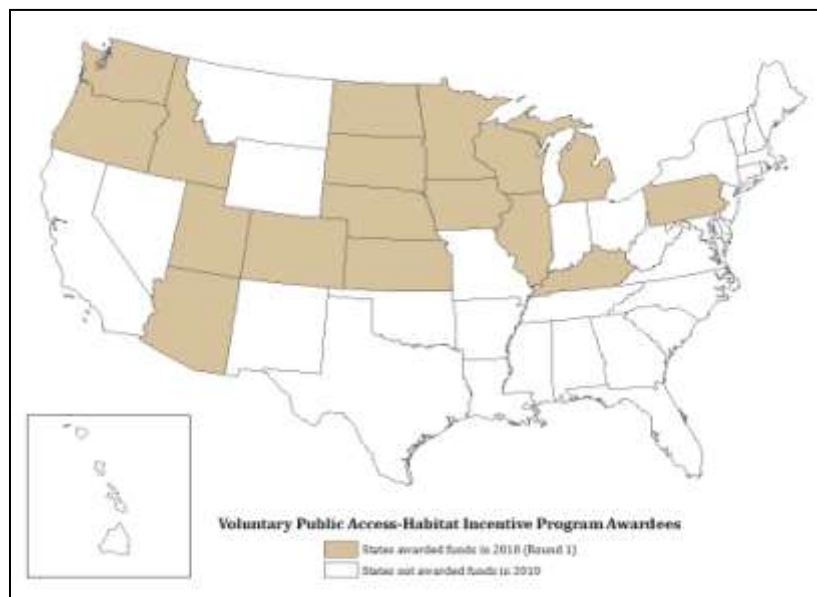 Voluntary Public Access-Habitat Incentive Program Awardees
States awarded funds in 2010 (Round 1)
States not awarded funds in 2010